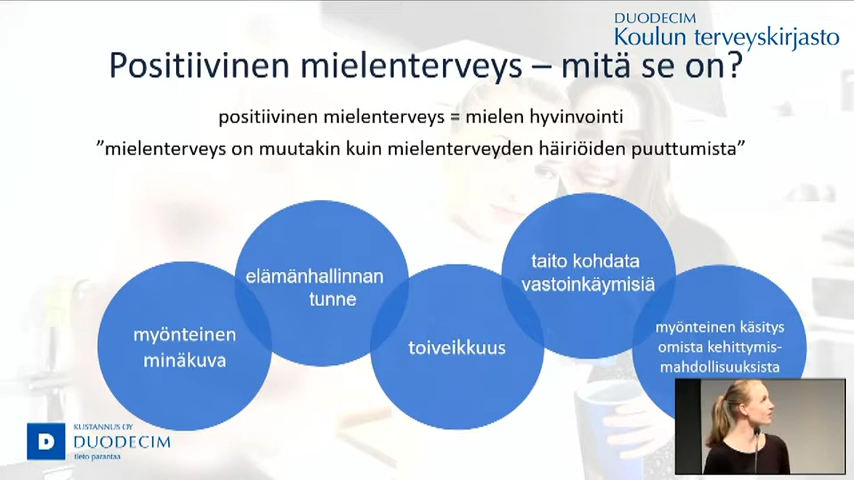 DUODECIM
Koulun terveyskirjasto
Positiivinen mielenterveys – mitä se on?
positiivinen mielenterveys = mielen hyvinvointi
”mielenterveys on muutakin kuin mielenterveyden häiriöiden puuttumista”
myönteinen
minäkuva
elämänhallinnan
tunne
toiveikkuus
taito kohdata
vastoinkäymisiä
myönteinen käsitys
omista kehittymis-
mahdollisuuksista
D
KUSTANNUS OY
DUODECIM
tieto parantaa